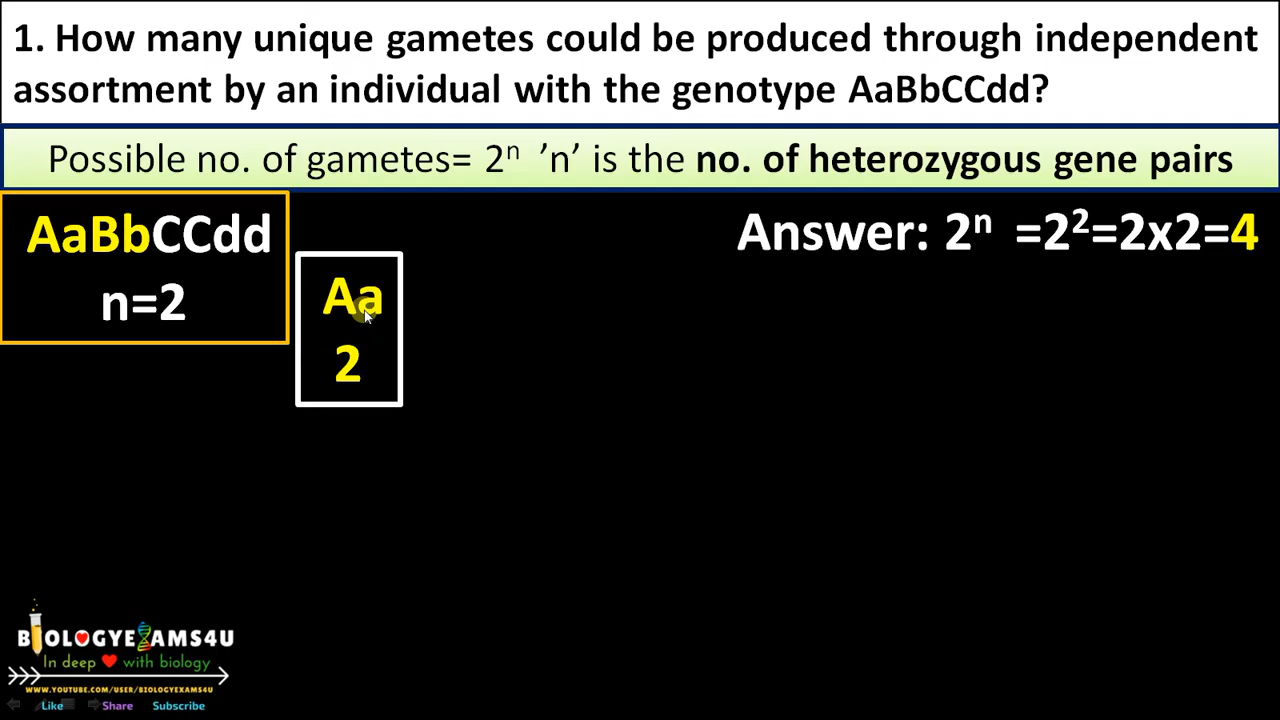 1. How many unique gametes could be produced through independent
assortment by an individual with the genotype AaBbCCdd?
Possible no. of gametes= 2ⁿ ’n’ is the no. of heterozygous gene pairs
AaBbCCdd
n=2
Answer: 2ⁿ =2²=2x2=4
Aa
2
BIOLOGYEXAMS4U
In deep ❤ with biology
WWW.YOUTUBE.COM/USER/BIOLOGYEXAMS4U
Like Share Subscribe